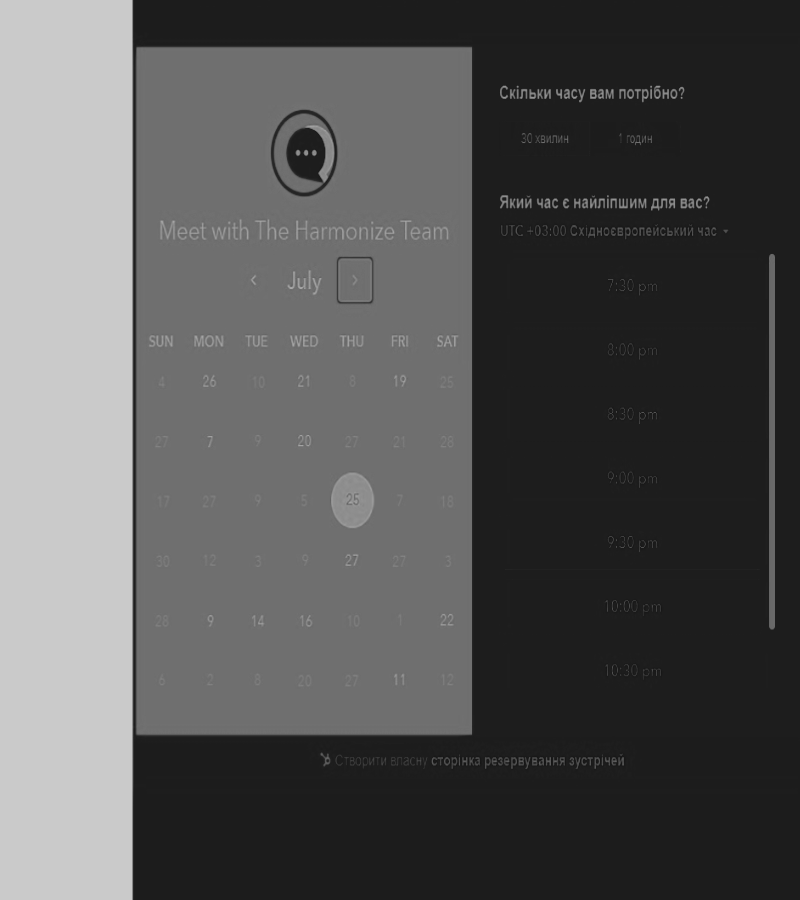 Meet with The Harmonize Team
July
SUN MON TUE WED THU FRI SAT
4 26 10 21 8 19 25
27 7 9 20 27 21 28
17 27 9 5 25 7 18
30 12 3 9 27 27 3
28 9 14 16 10 1 22
6 2 8 20 27 11 12
Скільки часу вам потрібно?
30 хвилин 1 годин
Який час є найліпшим для вас?
UTC +03:00 Східноєвропейський час
7:30 pm
8:00 pm
8:30 pm
9:00 pm
9:30 pm
10:00 pm
10:30 pm
Створити власну сторінка резервування зустрічей